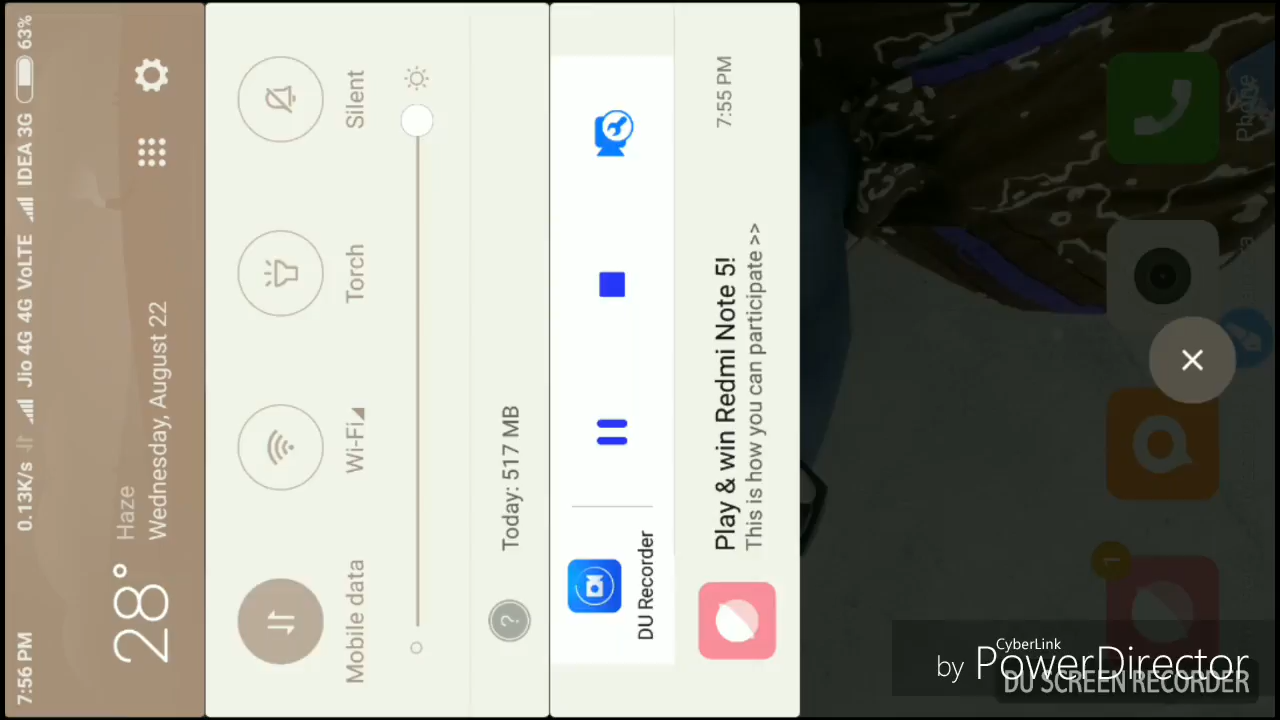 7:56 PM
0.13K/s
Jio 4G 4G VoLTE
IDEA 3G
63%
28°
Haze
Wednesday, August 22
Mobile data
Wi-Fi
Torch
Silent
Today: 517 MB
?
DU Recorder
Play & win Redmi Note 5!
7:55 PM
This is how you can participate >>
Phone
1
CyberLink
by PowerDirector
DU SCREEN RECORDER